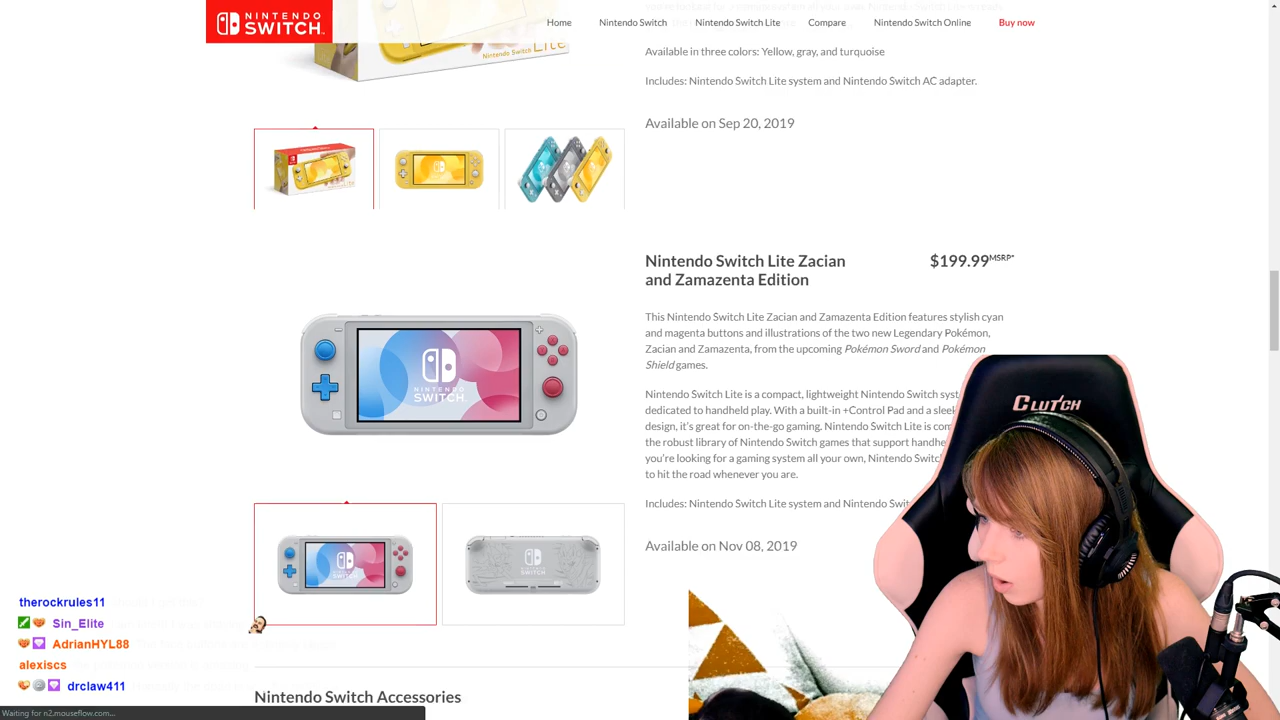 NINTENDO
SWITCH
Home
Nintendo Switch
Nintendo Switch Lite
Compare
Nintendo Switch Online
Buy now
Nintendo Switch Lite
Available in three colors: Yellow, gray, and turquoise
Includes: Nintendo Switch Lite system and Nintendo Switch AC adapter.
Available on Sep 20, 2019
Nintendo Switch Lite Zacian
and Zamazenta Edition
$199.99MSRP*
This Nintendo Switch Lite Zacian and Zamazenta Edition features stylish cyan
and magenta buttons and illustrations of the two new Legendary Pokémon,
Zacian and Zamazenta, from the upcoming Pokémon Sword and Pokémon
Shield games.
NINTENDO
SWITCH
Nintendo Switch Lite is a compact, lightweight Nintendo Switch syst
dedicated to handheld play. With a built-in +Control Pad and a sleek
design, it's great for on-the-go gaming. Nintendo Switch Lite is com
the robust library of Nintendo Switch games that support handhe
you're looking for a gaming system all your own, Nintendo Switc
to hit the road whenever you are.
Includes: Nintendo Switch Lite system and Nintendo Swit
Available on Nov 08, 2019
CLUTCH
therockrules11
Sin_Elite
AdrianHYL88
alexiscs
drclaw411
Nintendo Switch Accessories
Waiting for n2.mouseflow.com...